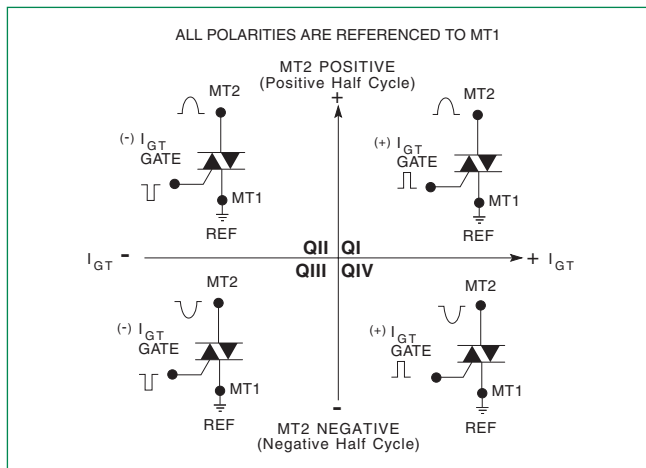 ALL POLARITIES ARE REFERENCED TO MT1
MT2 POSITIVE
(Positive Half Cycle)
+
MT2
(-) IGT
GATE
MT1
REF
MT2
(+) IGT
GATE
MT1
REF
IGT -
QII QI
QIII QIV
+ IGT
MT2
(-) IGT
GATE
MT1
REF
MT2
(+) IGT
GATE
MT1
REF
-
MT2 NEGATIVE
(Negative Half Cycle)